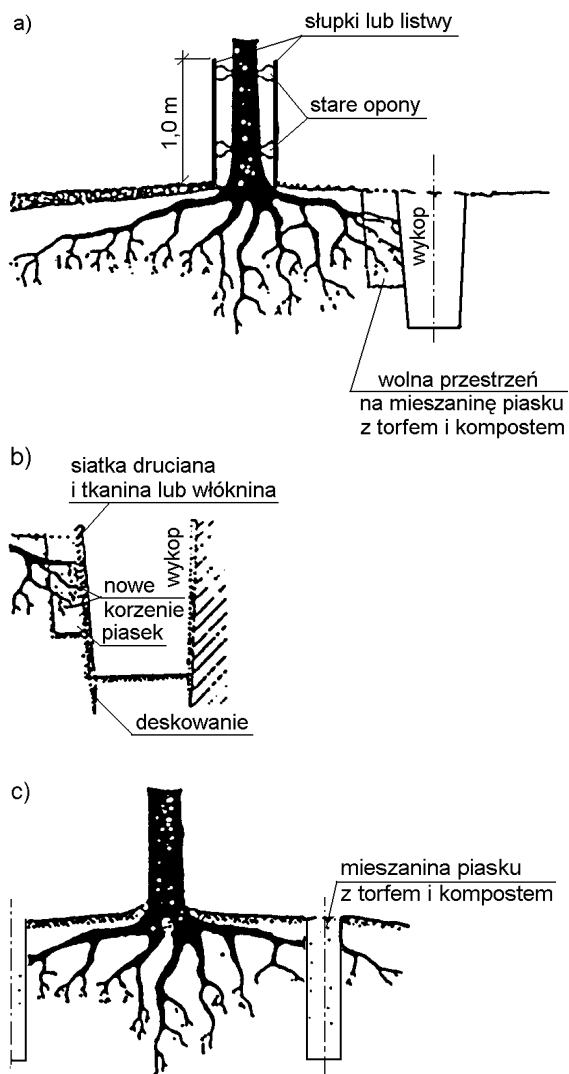 a)
słupki lub listwy
stare opony
1,0 m
wykop
wolna przestrzeń
na mieszaninę piasku
z torfem i kompostem
b)
siatka druciana
i tkanina lub włóknina
wykop
nowe
korzenie
piasek
deskowanie
c)
mieszanina piasku
z torfem i kompostem